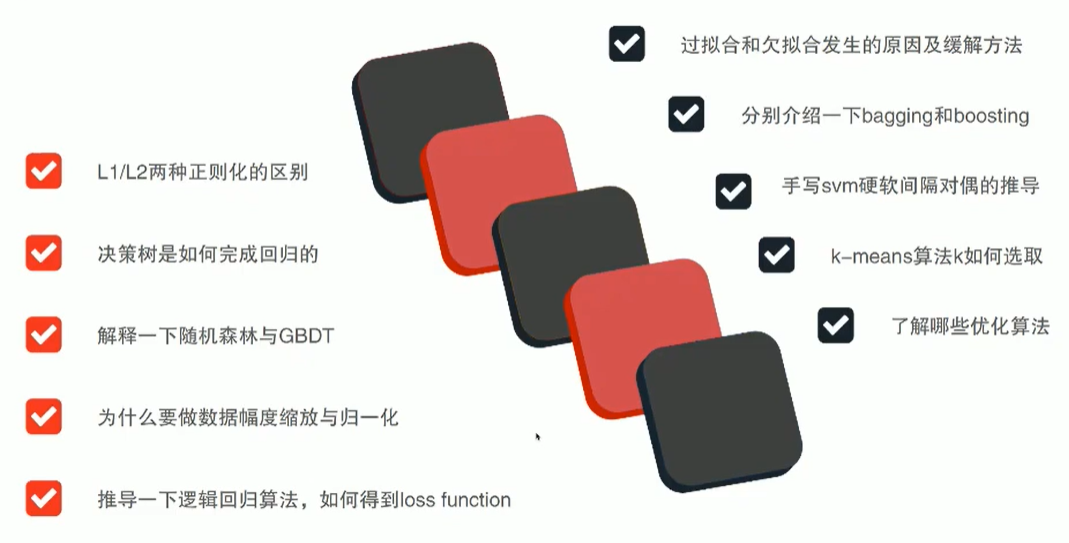 L1/L2两种正则化的区别
决策树是如何完成回归的
解释一下随机森林与GBDT
为什么要做数据幅度缩放与归一化
推导一下逻辑回归算法，如何得到loss function
过拟合和欠拟合发生的原因及缓解方法
分别介绍一下bagging和boosting
手写svm硬软间隔对偶的推导
k-means算法k如何选取
了解哪些优化算法